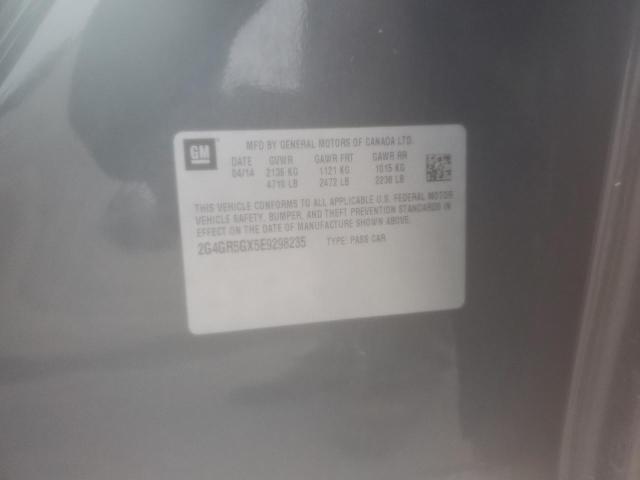 GM
MFD BY GENERAL MOTORS OF CANADA LTD.
DATE GVWR GAWR FRT GAWR RR
04/14 2136 KG 1121 KG 1015 KG
4710 LB 2472 LB 2238 LB
THIS VEHICLE CONFORMS TO ALL APPLICABLE U.S. FEDERAL MOTOR
VEHICLE SAFETY, BUMPER, AND THEFT PREVENTION STANDARDS IN
EFFECT ON THE DATE OF MANUFACTURE SHOWN ABOVE.
2G4GR5GX5E9298235 TYPE: PASS CAR